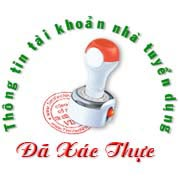 Thông tin tài khoản nhà tuyển dụng
Đã Xác Thực